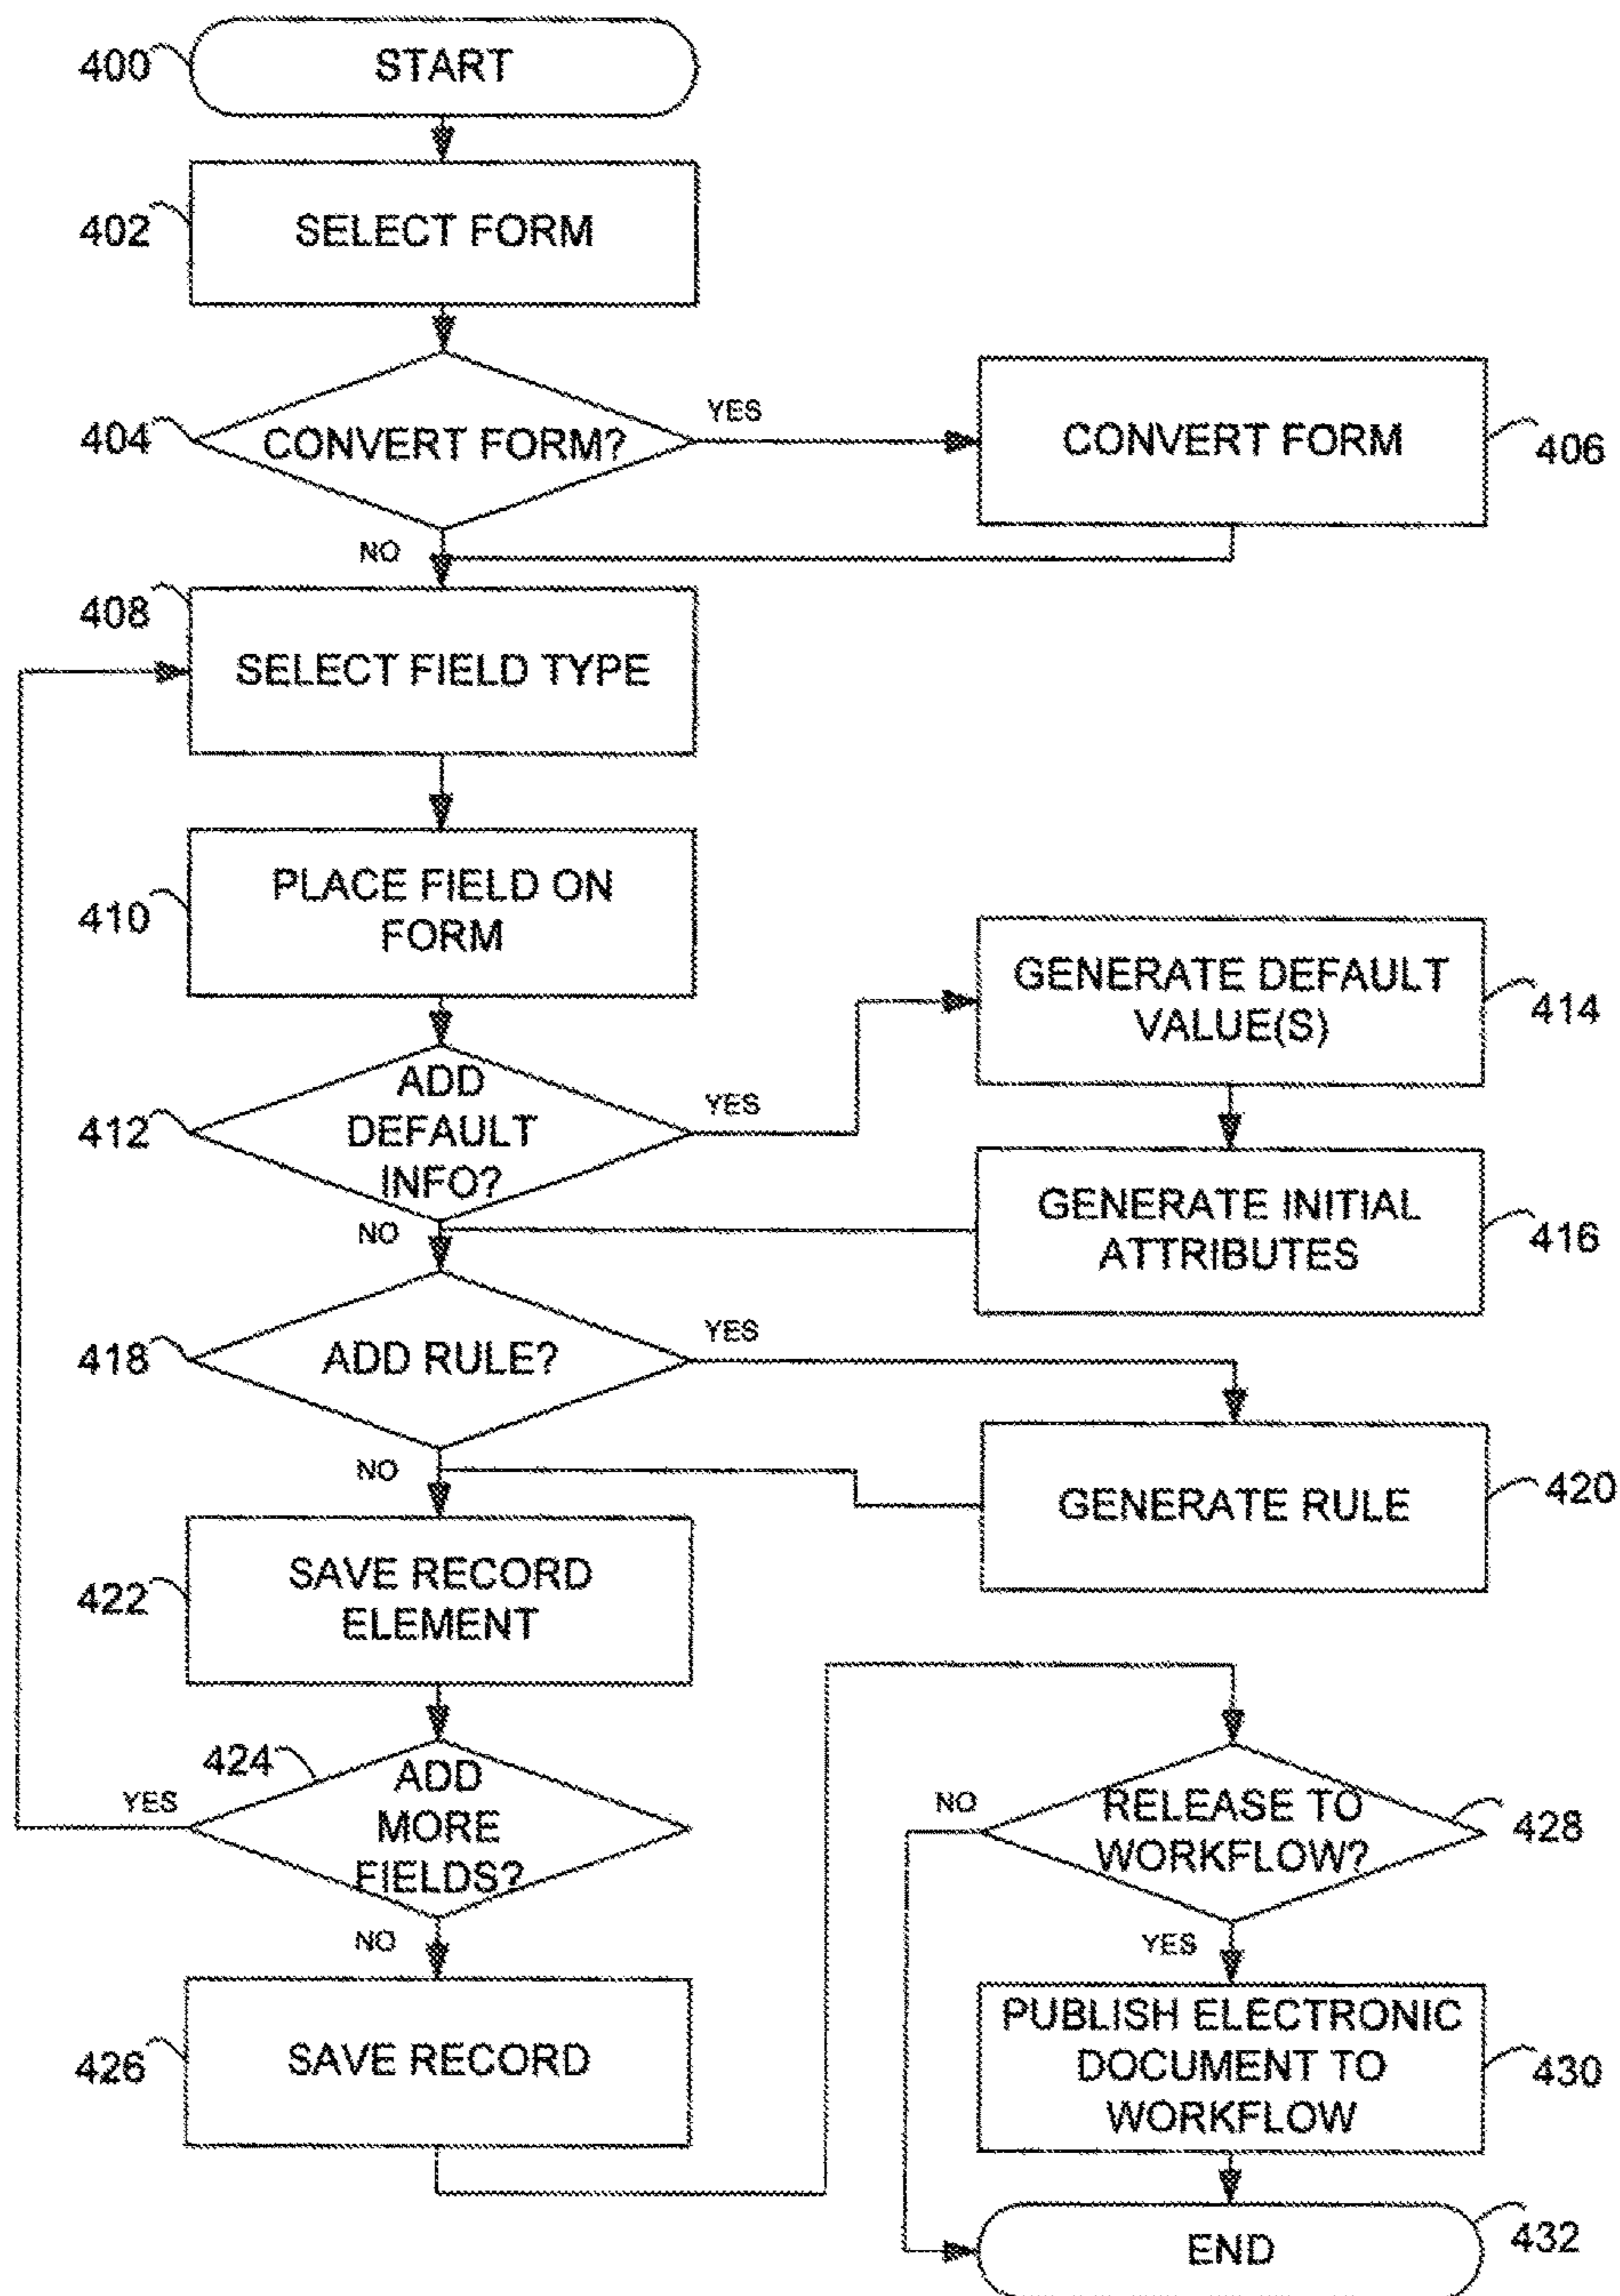 400
START
402
SELECT FORM
404
CONVERT FORM?
YES
CONVERT FORM
406
NO
408
SELECT FIELD TYPE
410
PLACE FIELD ON
FORM
412
ADD
DEFAULT
INFO?
YES
GENERATE DEFAULT
VALUE(S)
414
GENERATE INITIAL
ATTRIBUTES
416
NO
418
ADD RULE?
YES
GENERATE RULE
420
NO
422
SAVE RECORD
ELEMENT
424
ADD
MORE
FIELDS?
YES
NO
426
SAVE RECORD
RELEASE TO
WORKFLOW?
428
NO
YES
PUBLISH ELECTRONIC
DOCUMENT TO
WORKFLOW
430
END
432